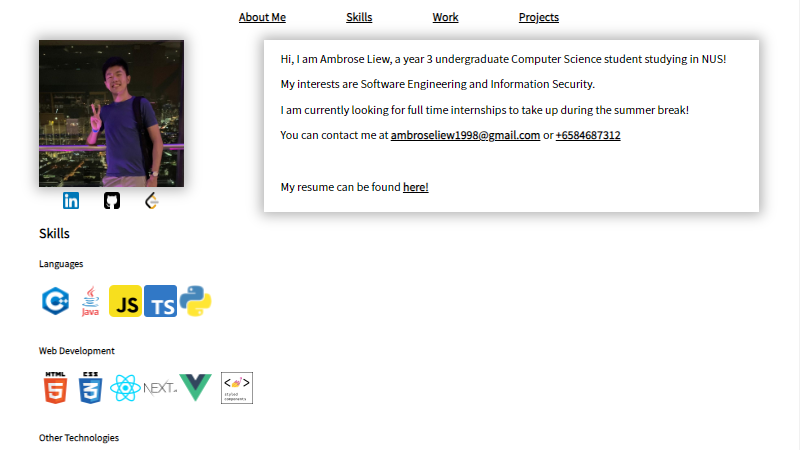 About Me Skills Work Projects
Hi, I am Ambrose Liew, a year 3 undergraduate Computer Science student studying in NUS!
My interests are Software Engineering and Information Security.
I am currently looking for full time internships to take up during the summer break!
You can contact me at ambroseliew1998@gmail.com or +6584687312
My resume can be found here!
in
Skills
Languages
C++ Java JS TS
Web Development
HTML CSS
5 3 NEXT.JS <> styled components
Other Technologies